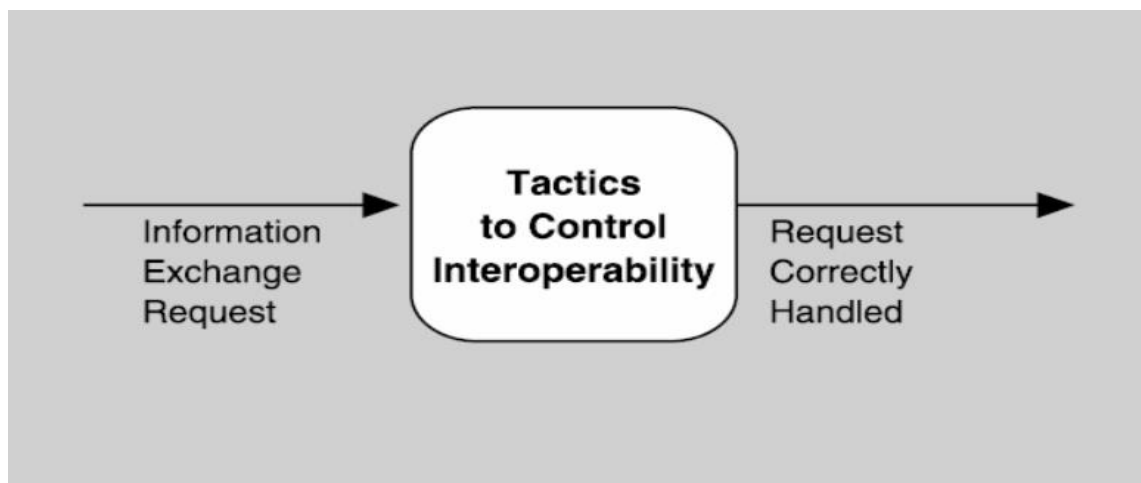 Tactics
to Control
Interoperability
Information
Exchange
Request
Request
Correctly
Handled